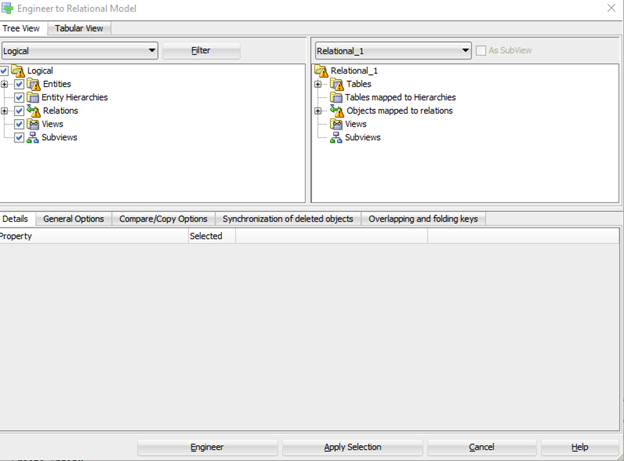 Engineer to Relational Model
Tree View Tabular View
Logical Filter Relational_1 As SubView
Logical Relational_1
Entities Tables
Entity Hierarchies Tables mapped to Hierarchies
Relations Objects mapped to relations
Views Views
Subviews Subviews
Details General Options Compare/Copy Options Synchronization of deleted objects Overlapping and folding keys
Property Selected
Engineer Apply Selection Cancel Help